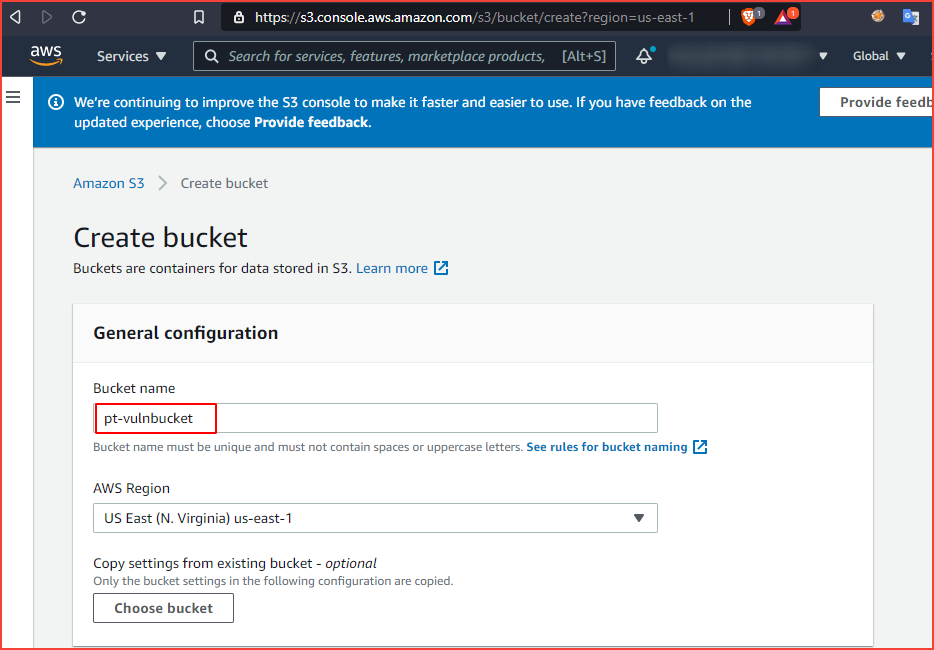 https://s3.console.aws.amazon.com/s3/bucket/create?region=us-east-1
1
1
aws
Services
Search for services, features, marketplace products,
[Alt+S]
Global
We're continuing to improve the S3 console to make it faster and easier to use. If you have feedback on the
updated experience, choose Provide feedback.
Provide feedb
Amazon S3
Create bucket
Create bucket
Buckets are containers for data stored in S3. Learn more
General configuration
Bucket name
pt-vulnbucket
Bucket name must be unique and must not contain spaces or uppercase letters. See rules for bucket naming
AWS Region
US East (N. Virginia) us-east-1
Copy settings from existing bucket - optional
Only the bucket settings in the following configuration are copied.
Choose bucket